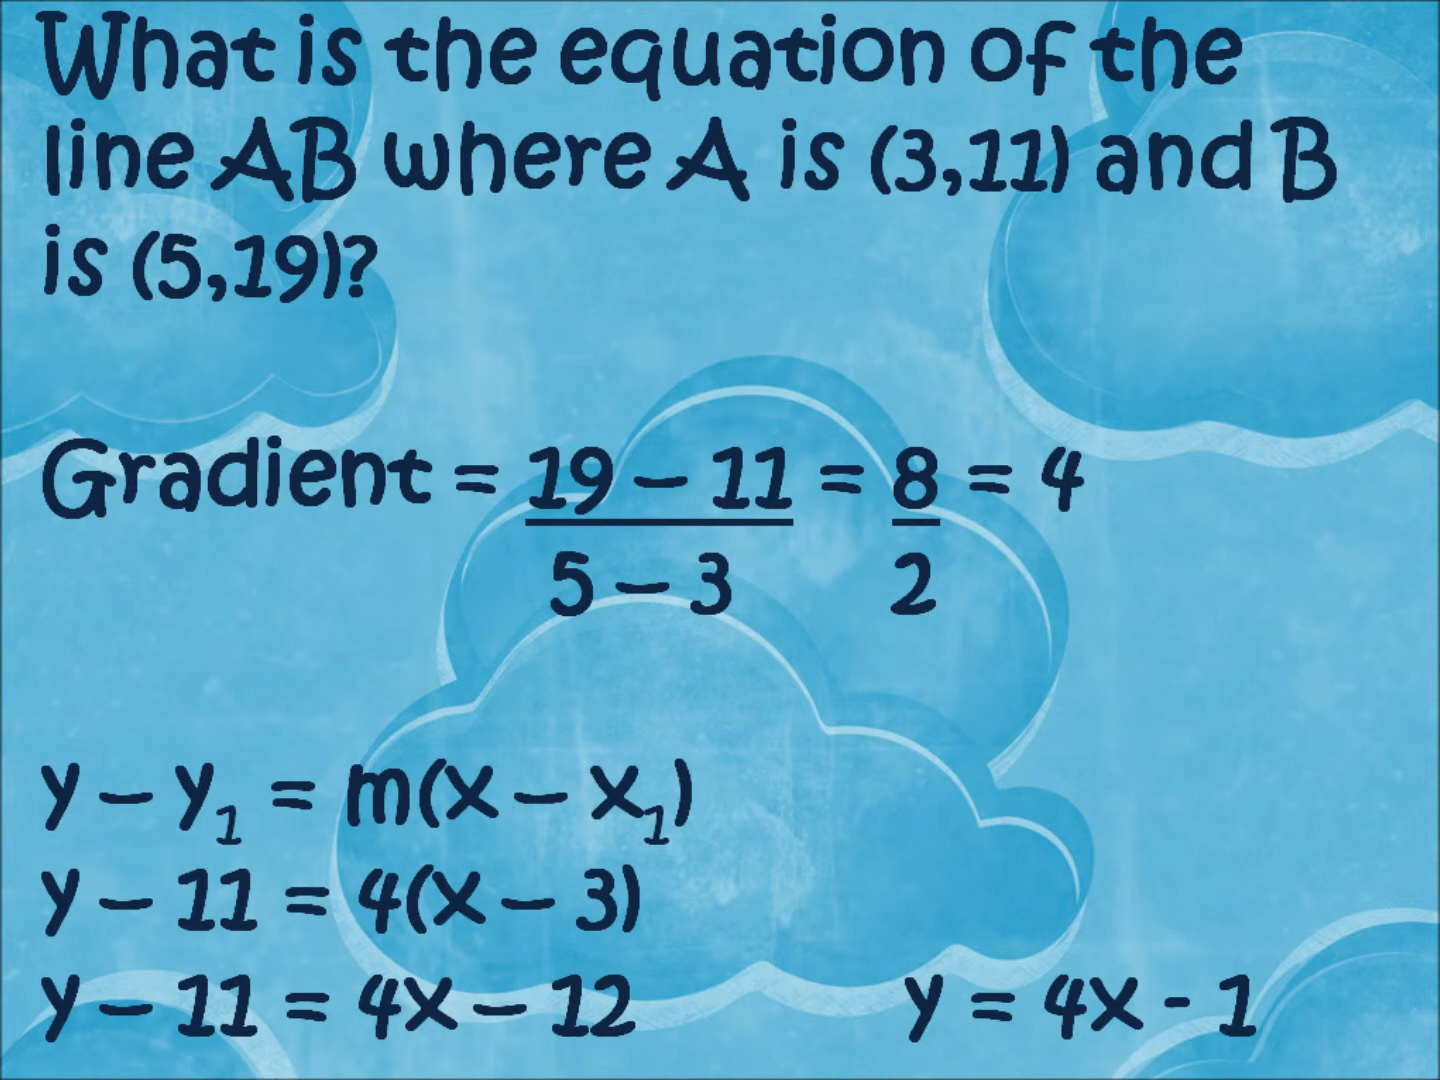 What is the equation of the
line AB where A is (3,11) and B
is (5,19)?
Gradient = 19 – 11 = 8 = 4
5 – 3 2
y – y₁ = m(x – x₁)
y – 11 = 4(x – 3)
y – 11 = 4x – 12 y = 4x - 1